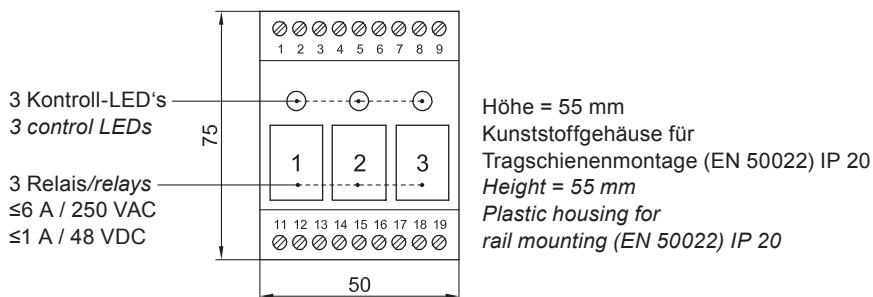 1 2 3 4 5 6 7 8 9
3 Kontroll-LED‘s
3 control LEDs
75
1 2 3
3 Relais/relays
≤6 A / 250 VAC
≤1 A / 48 VDC
11 12 13 14 15 16 17 18 19
50
Höhe = 55 mm
Kunststoffgehäuse für
Tragschienenmontage (EN 50022) IP 20
Height = 55 mm
Plastic housing for
rail mounting (EN 50022) IP 20